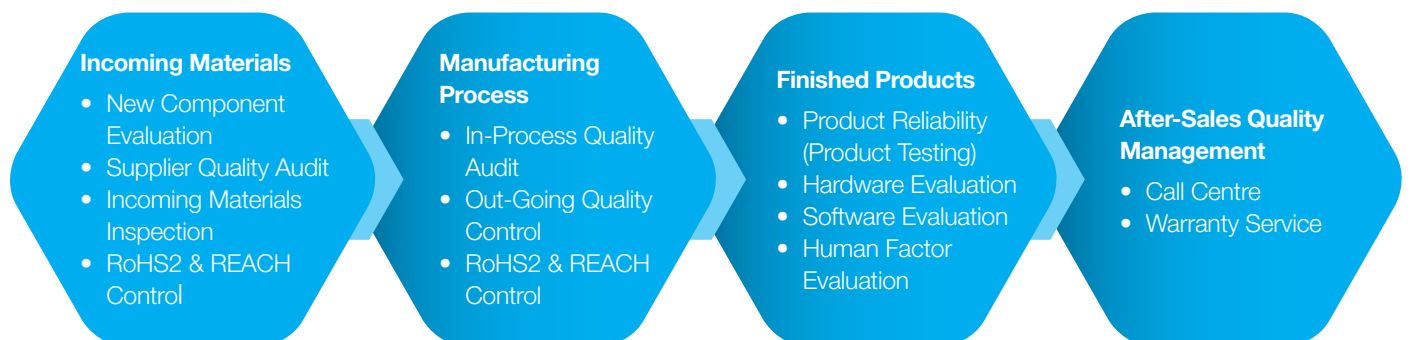 Incoming Materials
• New Component
Evaluation
• Supplier Quality Audit
• Incoming Materials
Inspection
• RoHS2 & REACH
Control
Manufacturing
Process
• In-Process Quality
Audit
• Out-Going Quality
Control
• RoHS2 & REACH
Control
Finished Products
• Product Reliability
(Product Testing)
• Hardware Evaluation
• Software Evaluation
• Human Factor
Evaluation
After-Sales Quality
Management
• Call Centre
• Warranty Service